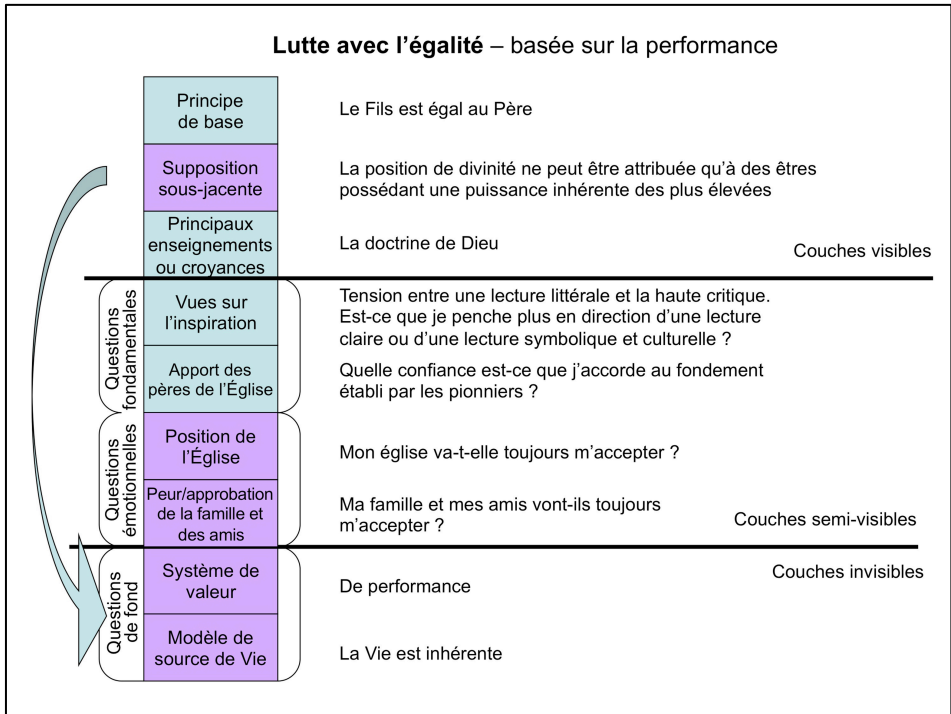 Lutte avec l'égalité – basée sur la performance
Principe
de base
Le Fils est égal au Père
Supposition
sous-jacente
La position de divinité ne peut être attribuée qu'à des êtres
possédant une puissance inhérente des plus élevées
Principaux
enseignements
ou croyances
La doctrine de Dieu
Couches visibles
Questions
fondamentales
Vues sur
l'inspiration
Tension entre une lecture littérale et la haute critique.
Est-ce que je penche plus en direction d'une lecture
claire ou d'une lecture symbolique et culturelle ?
Apport des
pères de l'Église
Quelle confiance est-ce que j'accorde au fondement
établi par les pionniers ?
Questions
émotionnelles
Position de
l'Église
Mon église va-t-elle toujours m'accepter ?
Peur/approbation
de la famille et
des amis
Ma famille et mes amis vont-ils toujours
m'accepter ?
Couches semi-visibles
Questions
de fond
Système de
valeur
De performance
Couches invisibles
Modèle de
source de Vie
La Vie est inhérente